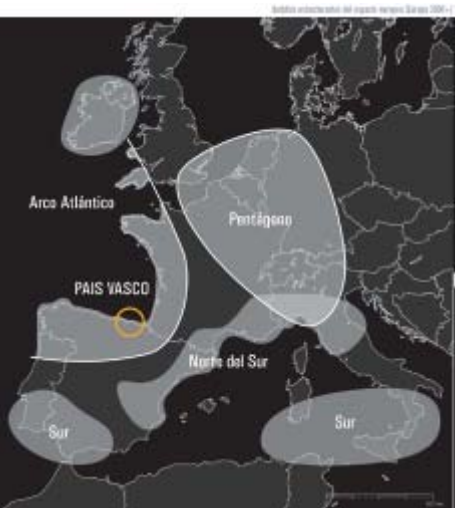 Arco Atlántico
Pentágono
PAIS VASCO
Norte del Sur
Sur
Sur